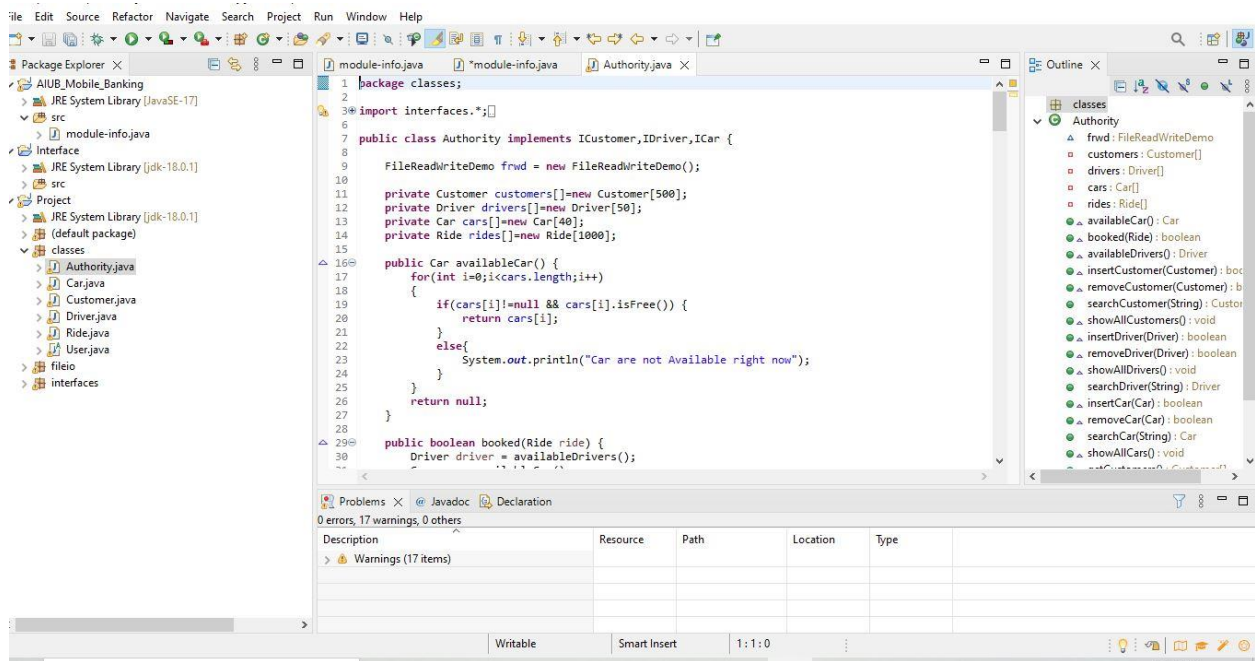 File Edit Source Refactor Navigate Search Project Run Window Help
Package Explorer
AIUB_Mobile_Banking
JRE System Library [JavaSE-17]
src
module-info.java
Interface
JRE System Library [jdk-18.0.1]
src
Project
JRE System Library [jdk-18.0.1]
(default package)
classes
Authority.java
Car.java
Customer.java
Driver.java
Ride.java
User.java
fileio
interfaces
module-info.java *module-info.java Authority.java
1 package classes;
2
3 import interfaces.*;
6
7 public class Authority implements ICustomer,IDriver,ICar {
8
9 FileReadWriteDemo frwd = new FileReadWriteDemo();
10
11 private Customer customers[]=new Customer[500];
12 private Driver drivers[]=new Driver[50];
13 private Car cars[]=new Car[40];
14 private Ride rides[]=new Ride[1000];
15
16 public Car availableCar() {
17 for(int i=0;i<cars.length;i++)
18 {
19 if(cars[i]!=null && cars[i].isFree()) {
20 return cars[i];
21 }
22 else{
23 System.out.println("Car are not Available right now");
24 }
25 }
26 return null;
27 }
28
29 public boolean booked(Ride ride) {
30 Driver driver = availableDrivers();
Outline
classes
Authority
frwd : FileReadWriteDemo
customers : Customer[]
drivers : Driver[]
cars : Car[]
rides : Ride[]
availableCar() : Car
booked(Ride) : boolean
availableDrivers() : Driver
insertCustomer(Customer) : boo
removeCustomer(Customer) : b
searchCustomer(String) : Custor
showAllCustomers() : void
insertDriver(Driver) : boolean
removeDriver(Driver) : boolean
showAllDrivers() : void
searchDriver(String) : Driver
insertCar(Car) : boolean
removeCar(Car) : boolean
searchCar(String) : Car
showAllCars() : void
Problems @ Javadoc Declaration
0 errors, 17 warnings, 0 others
Description Resource Path Location Type
Warnings (17 items)
Writable Smart Insert 1:1:0